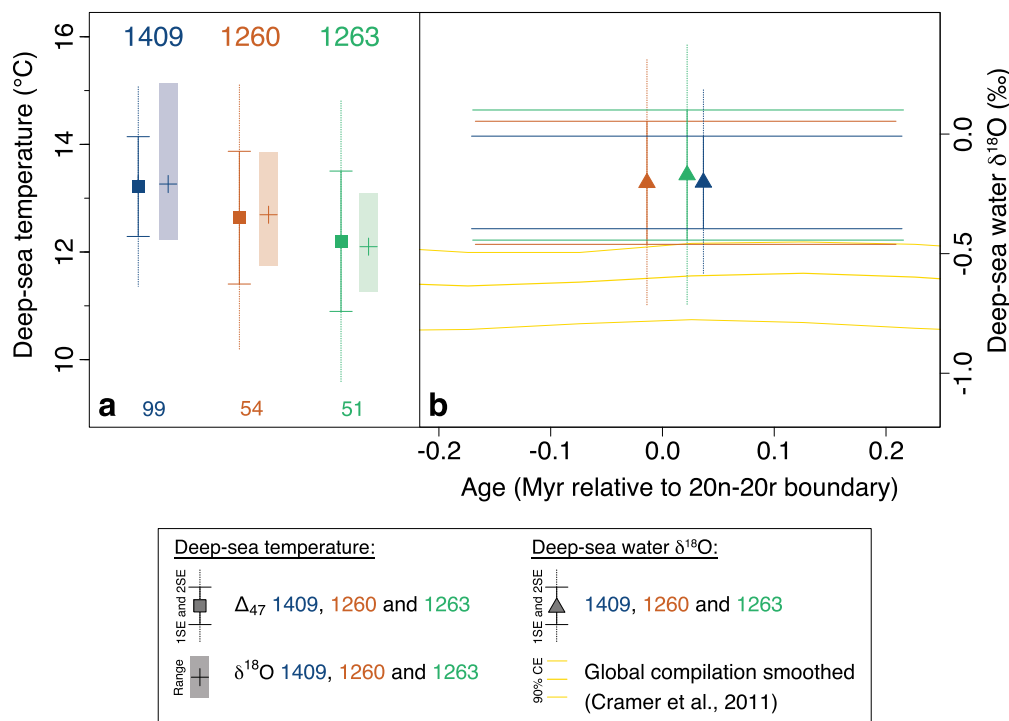 Deep-sea temperature (°C)
16
14
12
10
1409 1260 1263
a
99 54 51
b
0.0
-0.5
-1.0
Deep-sea water δ¹⁸O (‰)
-0.2 -0.1 0.0 0.1 0.2
Age (Myr relative to 20n-20r boundary)
Deep-sea temperature:
1SE and 2SE
Δ₄₇ 1409, 1260 and 1263
Range
δ¹⁸O 1409, 1260 and 1263
Deep-sea water δ¹⁸O:
1SE and 2SE
1409, 1260 and 1263
90% CE
Global compilation smoothed
(Cramer et al., 2011)